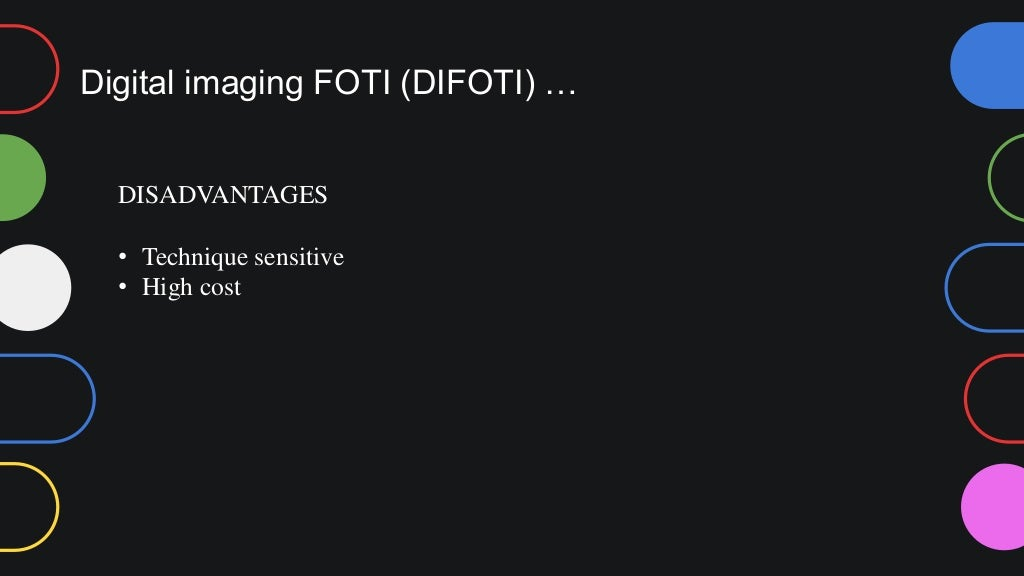 Digital imaging FOTI (DIFOTI) …
DISADVANTAGES
• Technique sensitive
• High cost